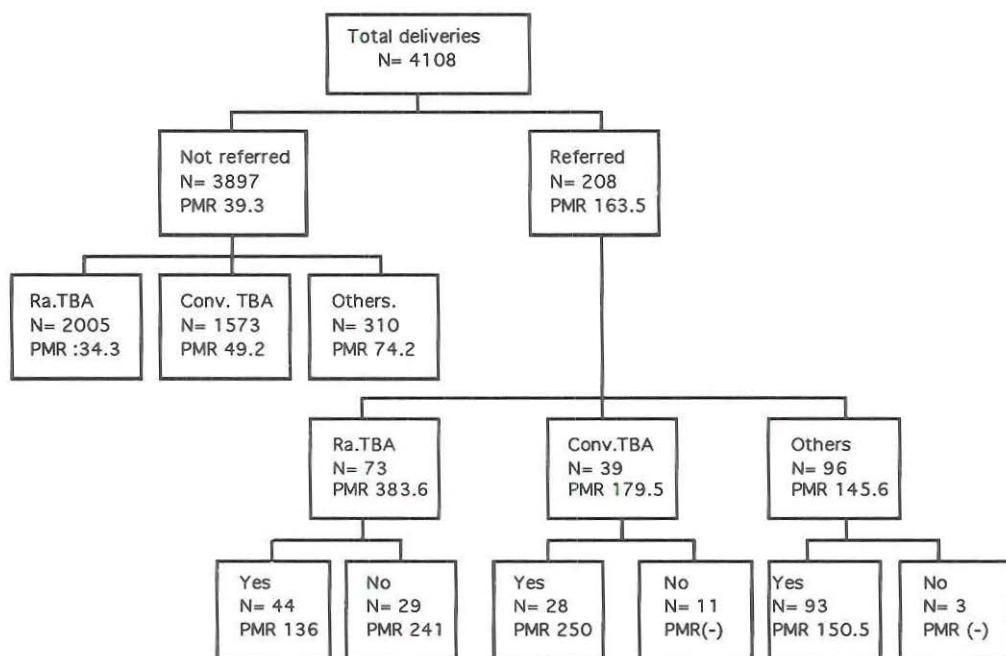 Total deliveries
N= 4108
Not referred
N= 3897
PMR 39.3
Referred
N= 208
PMR 163.5
Ra.TBA
N= 2005
PMR :34.3
Conv. TBA
N= 1573
PMR 49.2
Others.
N= 310
PMR 74.2
Ra.TBA
N= 73
PMR 383.6
Conv.TBA
N= 39
PMR 179.5
Others
N= 96
PMR 145.6
Yes
N= 44
PMR 136
No
N= 29
PMR 241
Yes
N= 28
PMR 250
No
N= 11
PMR(-)
Yes
N= 93
PMR 150.5
No
N= 3
PMR (-)